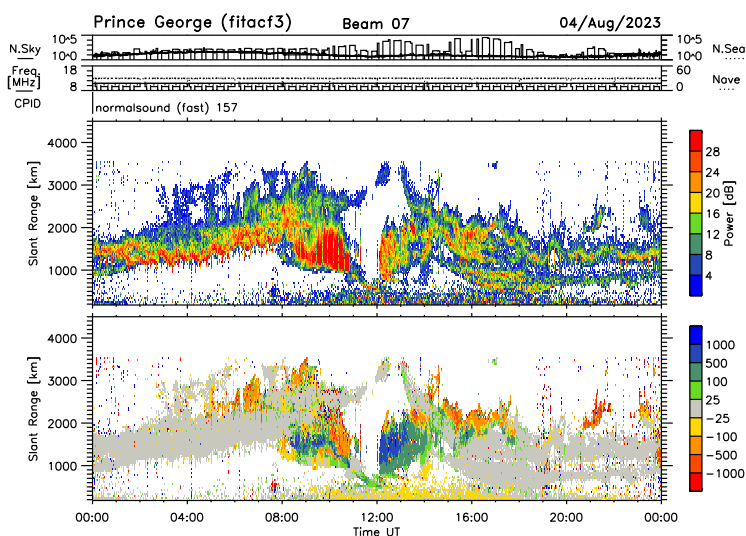 Prince George (fitacf3) Beam 07 04/Aug/2023
N.Sky 10^5 10^0 10^5 10^0 N.Sea
Freq. [MHz] 18 8 60 0 Nave
CPID normalsound (fast) 157
Slant Range [km] 4000 3000 2000 1000
Power [dB] 28 24 20 16 12 8 4
Slant Range [km] 4000 3000 2000 1000
1000 500 100 25 −25 −100 −500 −1000
00:00 04:00 08:00 12:00 16:00 20:00 00:00
Time UT